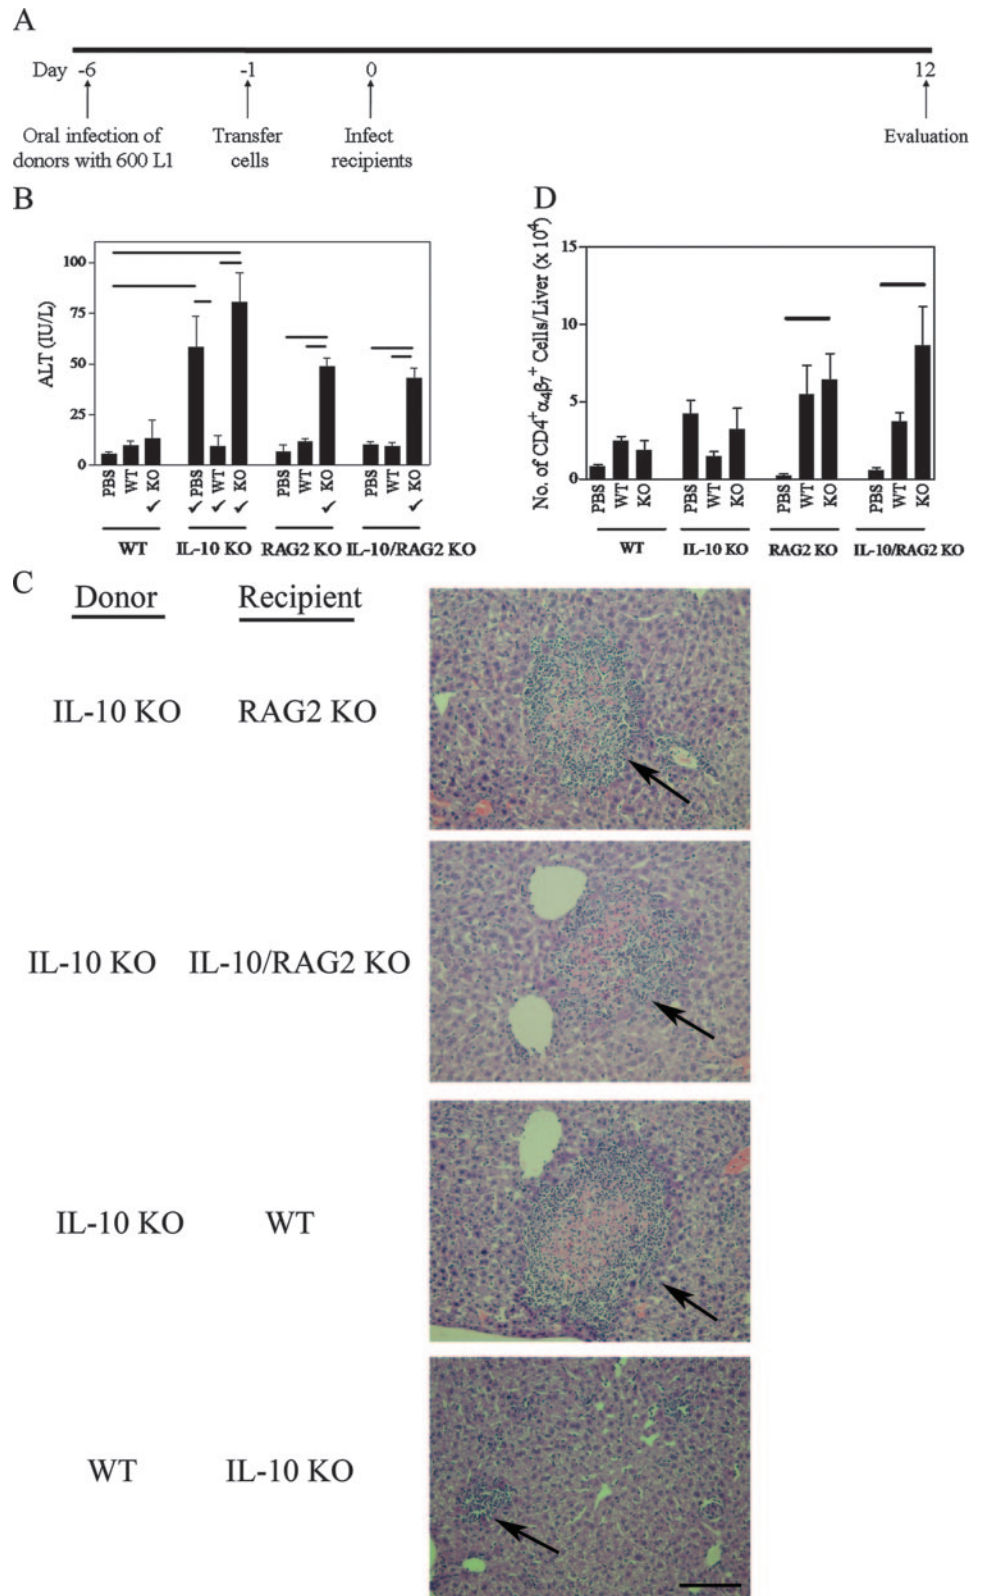 A
Day -6 -1 0 12
Oral infection of donors with 600 L1
Transfer cells
Infect recipients
Evaluation
B
ALT (IU/L)
100
75
50
25
0
PBS WT KO PBS WT KO PBS WT KO PBS WT KO
✓ ✓ ✓ ✓ ✓ ✓
WT IL-10 KO RAG2 KO IL-10/RAG2 KO
D
No. of CD4⁺α₄β₇⁺ Cells/Liver (x 10⁴)
15
10
5
0
PBS WT KO PBS WT KO PBS WT KO PBS WT KO
WT IL-10 KO RAG2 KO IL-10/RAG2 KO
C
Donor Recipient
IL-10 KO RAG2 KO
IL-10 KO IL-10/RAG2 KO
IL-10 KO WT
WT IL-10 KO